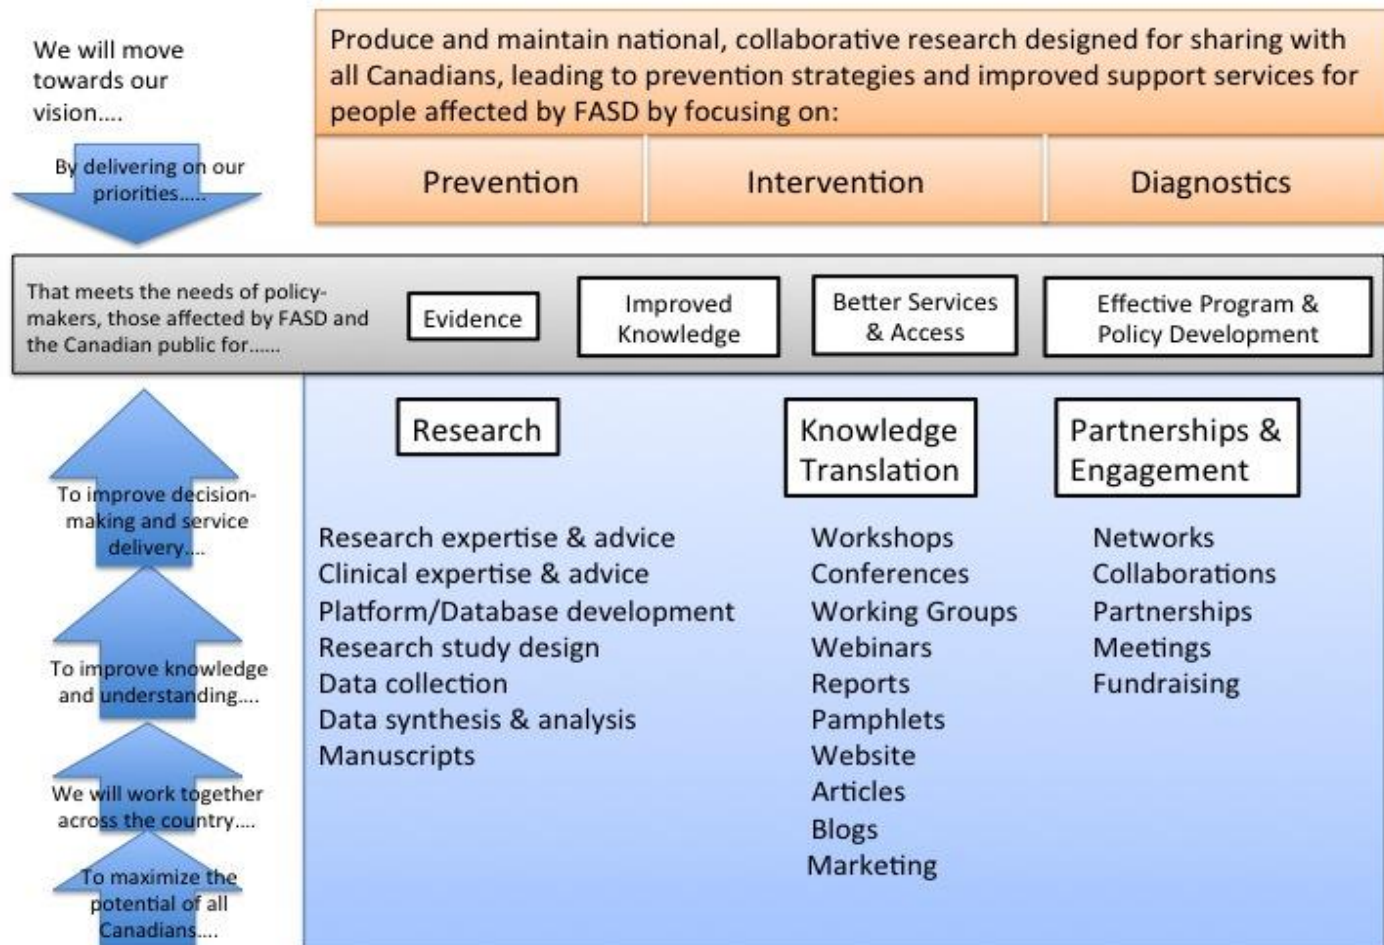 We will move
towards our
vision....
Produce and maintain national, collaborative research designed for sharing with
all Canadians, leading to prevention strategies and improved support services for
people affected by FASD by focusing on:
By delivering on our
priorities.....
Prevention
Intervention
Diagnostics
That meets the needs of policy-
makers, those affected by FASD and
the Canadian public for......
Evidence
Improved
Knowledge
Better Services
& Access
Effective Program &
Policy Development
To improve decision-
making and service
delivery....
To improve knowledge
and understanding....
We will work together
across the country....
To maximize the
potential of all
Canadians....
Research
Research expertise & advice
Clinical expertise & advice
Platform/Database development
Research study design
Data collection
Data synthesis & analysis
Manuscripts
Knowledge
Translation
Workshops
Conferences
Working Groups
Webinars
Reports
Pamphlets
Website
Articles
Blogs
Marketing
Partnerships &
Engagement
Networks
Collaborations
Partnerships
Meetings
Fundraising